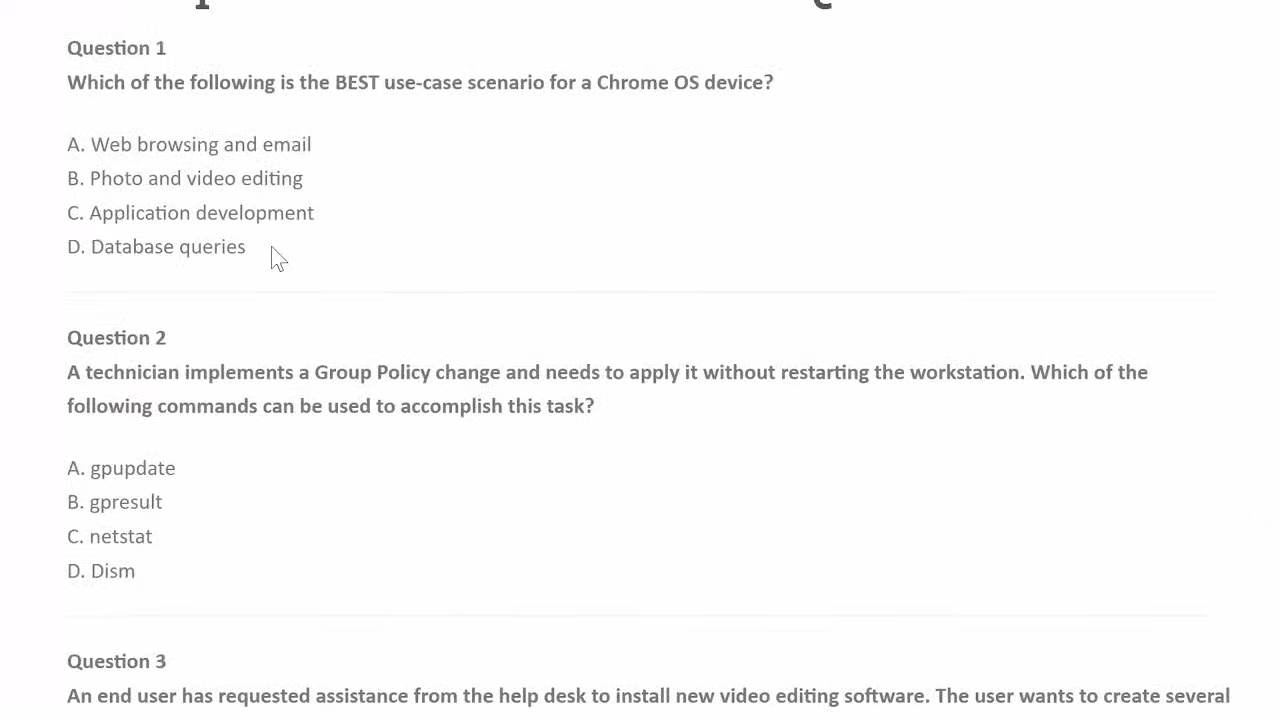 Question 1
Which of the following is the BEST use-case scenario for a Chrome OS device?
A. Web browsing and email
B. Photo and video editing
C. Application development
D. Database queries
Question 2
A technician implements a Group Policy change and needs to apply it without restarting the workstation. Which of the
following commands can be used to accomplish this task?
A. gpupdate
B. gpresult
C. netstat
D. Dism
Question 3
An end user has requested assistance from the help desk to install new video editing software. The user wants to create several